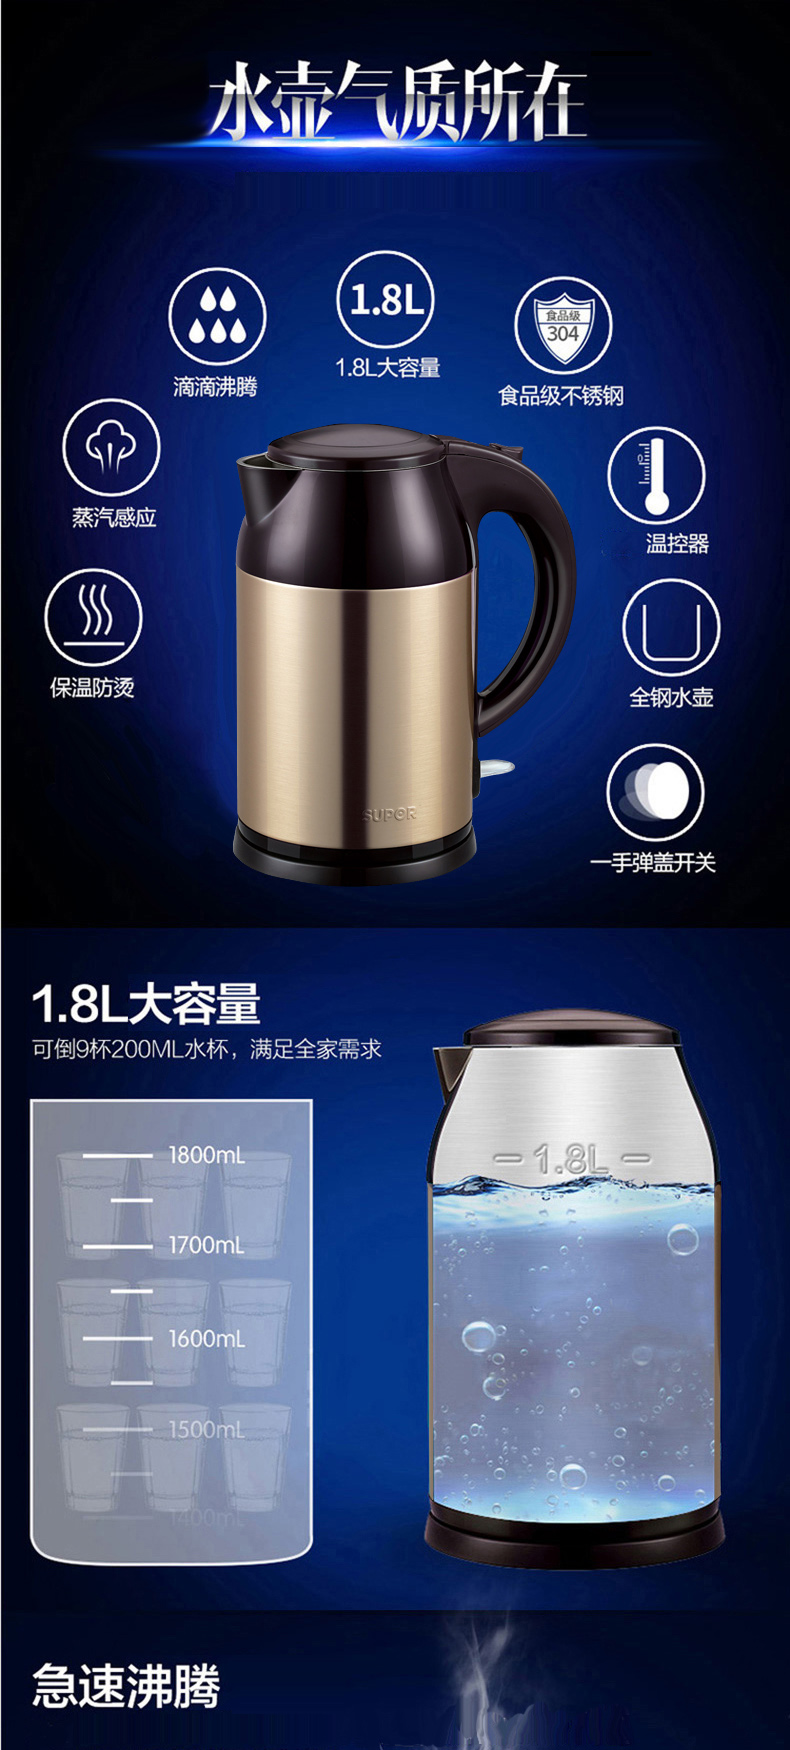 水壶气质所在
滴滴沸腾
1.8L
1.8L大容量
食品级
304
食品级不锈钢
蒸汽感应
温控器
保温防烫
全钢水壶
SUPOR
一手弹盖开关
1.8L大容量
可倒9杯200ML水杯，满足全家需求
1.8L
1800mL
1700mL
1600mL
1500mL
1400mL
急速沸腾